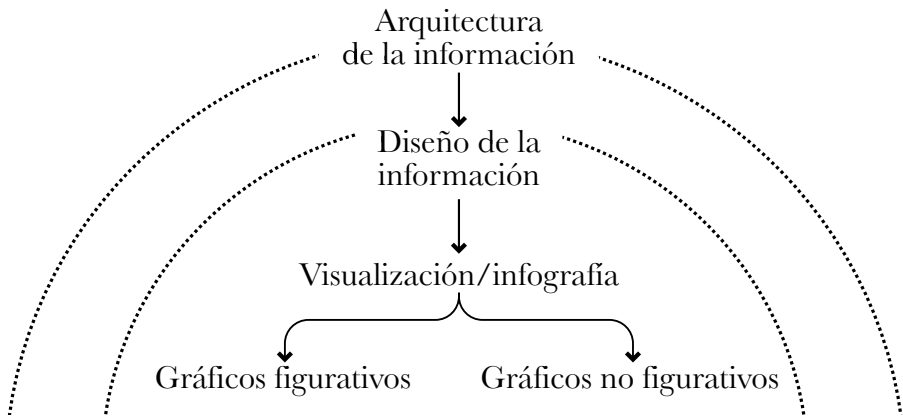 Arquitectura
de la información
Diseño de la
información
Visualización/infografía
Gráficos figurativos
Gráficos no figurativos